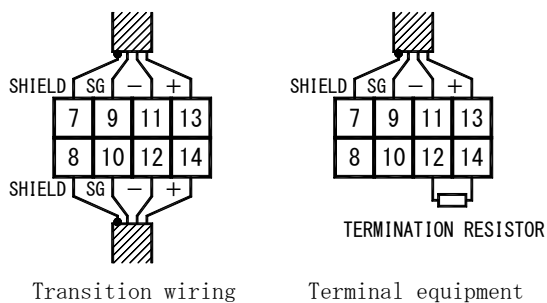 SHIELD SG − +
7 9 11 13
8 10 12 14
SHIELD SG − +
Transition wiring
SHIELD SG − +
7 9 11 13
8 10 12 14
TERMINATION RESISTOR
Terminal equipment